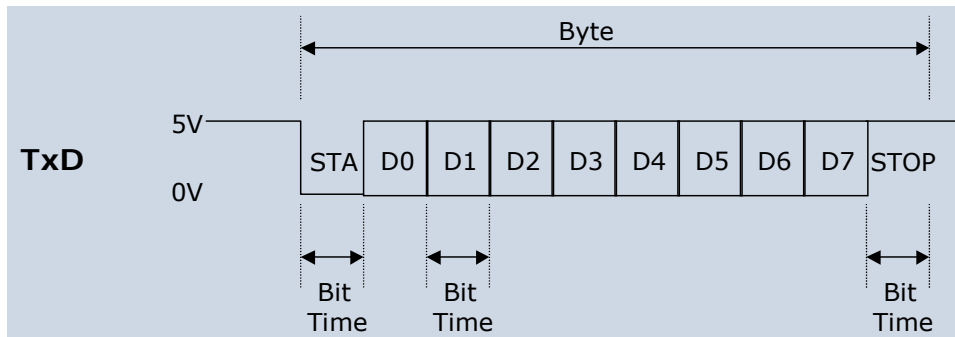 Byte
5V
TxD
STA D0 D1 D2 D3 D4 D5 D6 D7 STOP
0V
Bit Time
Bit Time
Bit Time